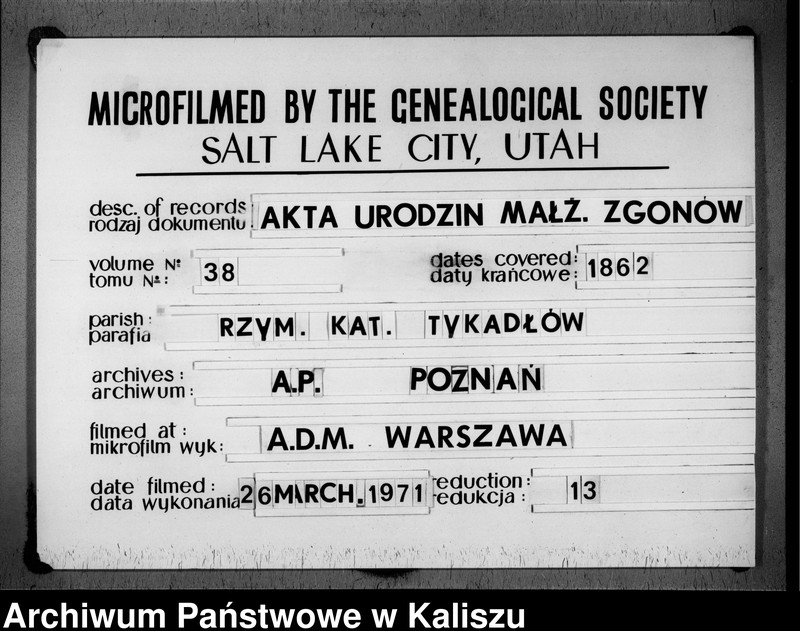 MICROFILMED BY THE GENEALOGICAL SOCIETY
SALT LAKE CITY, UTAH
desc. of records: AKTA URODZIN MAŁŻ. ZGONÓW
rodzaj dokumentu:
volume Nº 38 dates covered: 1862
tomu Nº: daty krańcowe:
parish: RZYM. KAT. TYKADŁÓW
parafia
archives: A.P. POZNAŃ
archiwum:
filmed at: A.D.M. WARSZAWA
mikrofilm wyk:
date filmed: 26 MARCH. 1971 reduction: 13
data wykonania redukcja:
Archiwum Państwowe w Kaliszu